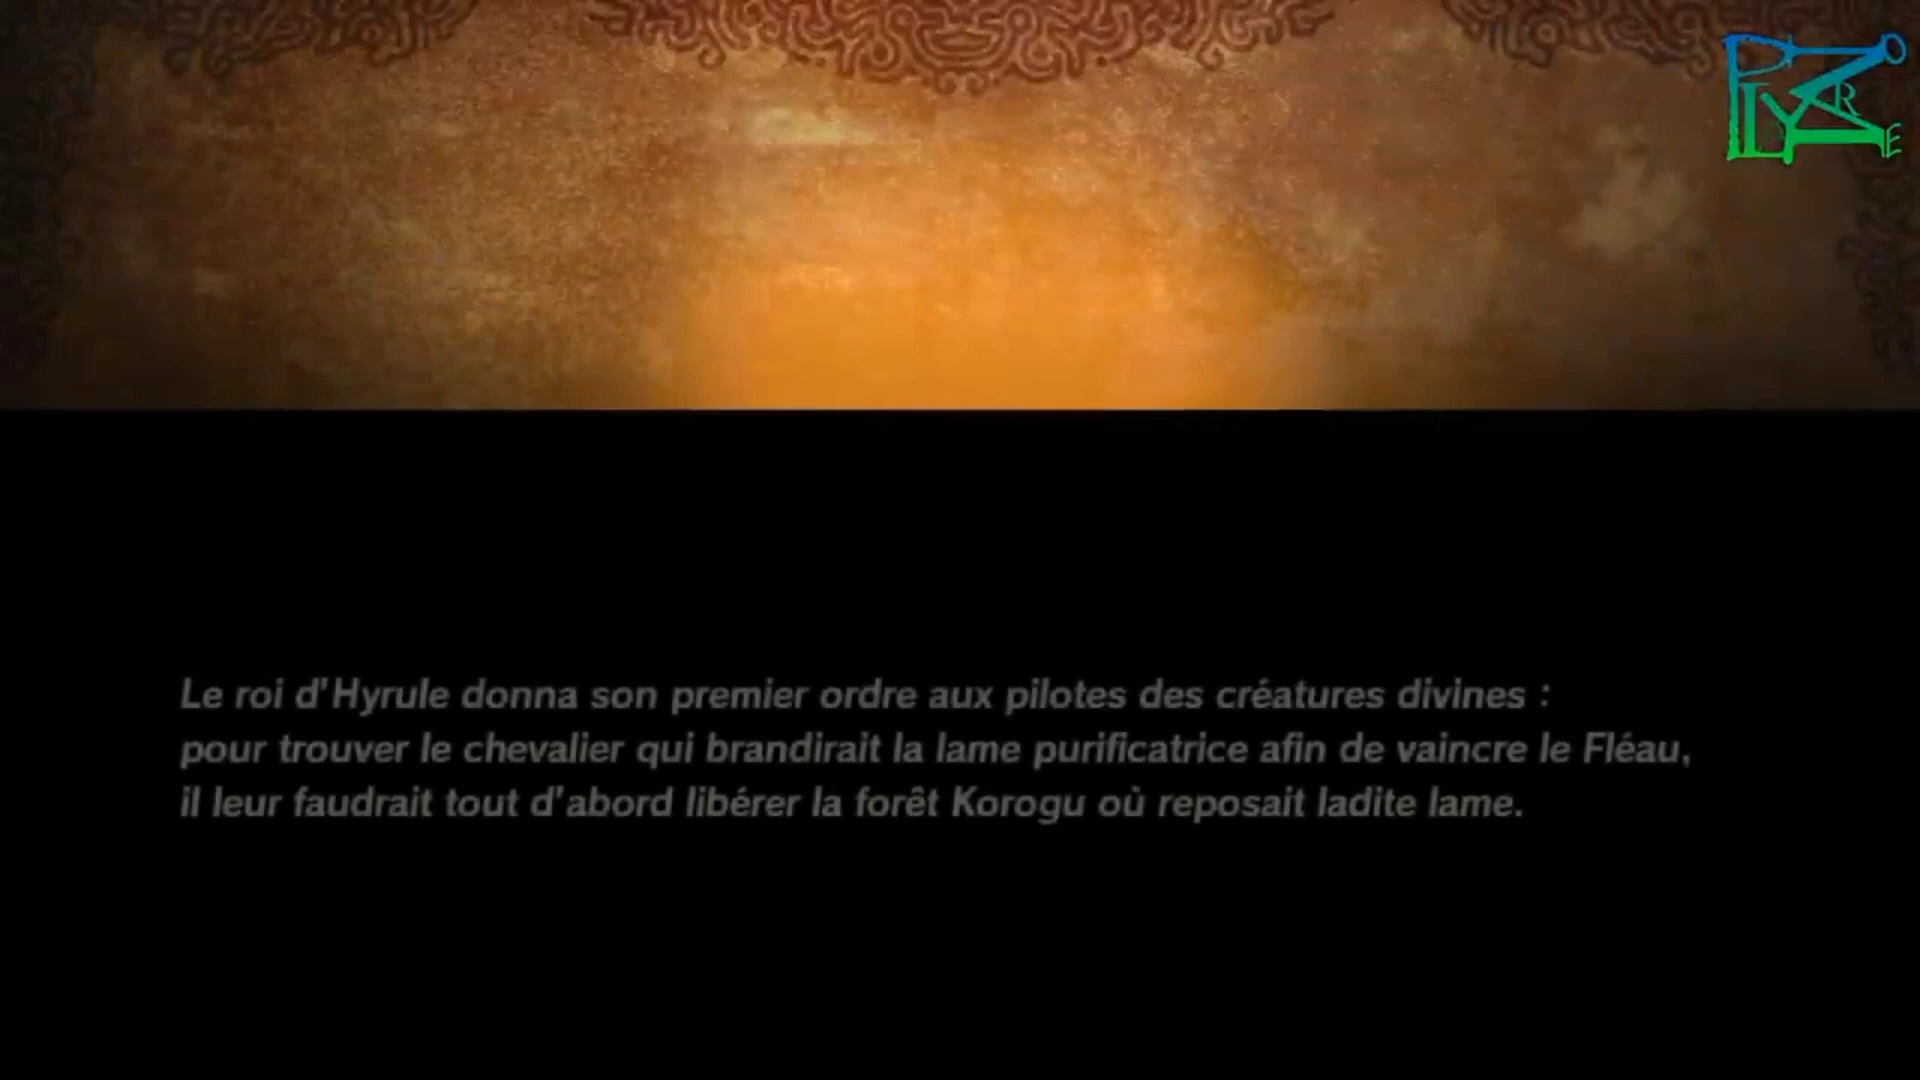 Le roi d'Hyrule donna son premier ordre aux pilotes des créatures divines :
pour trouver le chevalier qui brandirait la lame purificatrice afin de vaincre le Fléau,
il leur faudrait tout d'abord libérer la forêt Korogu où reposait ladite lame.